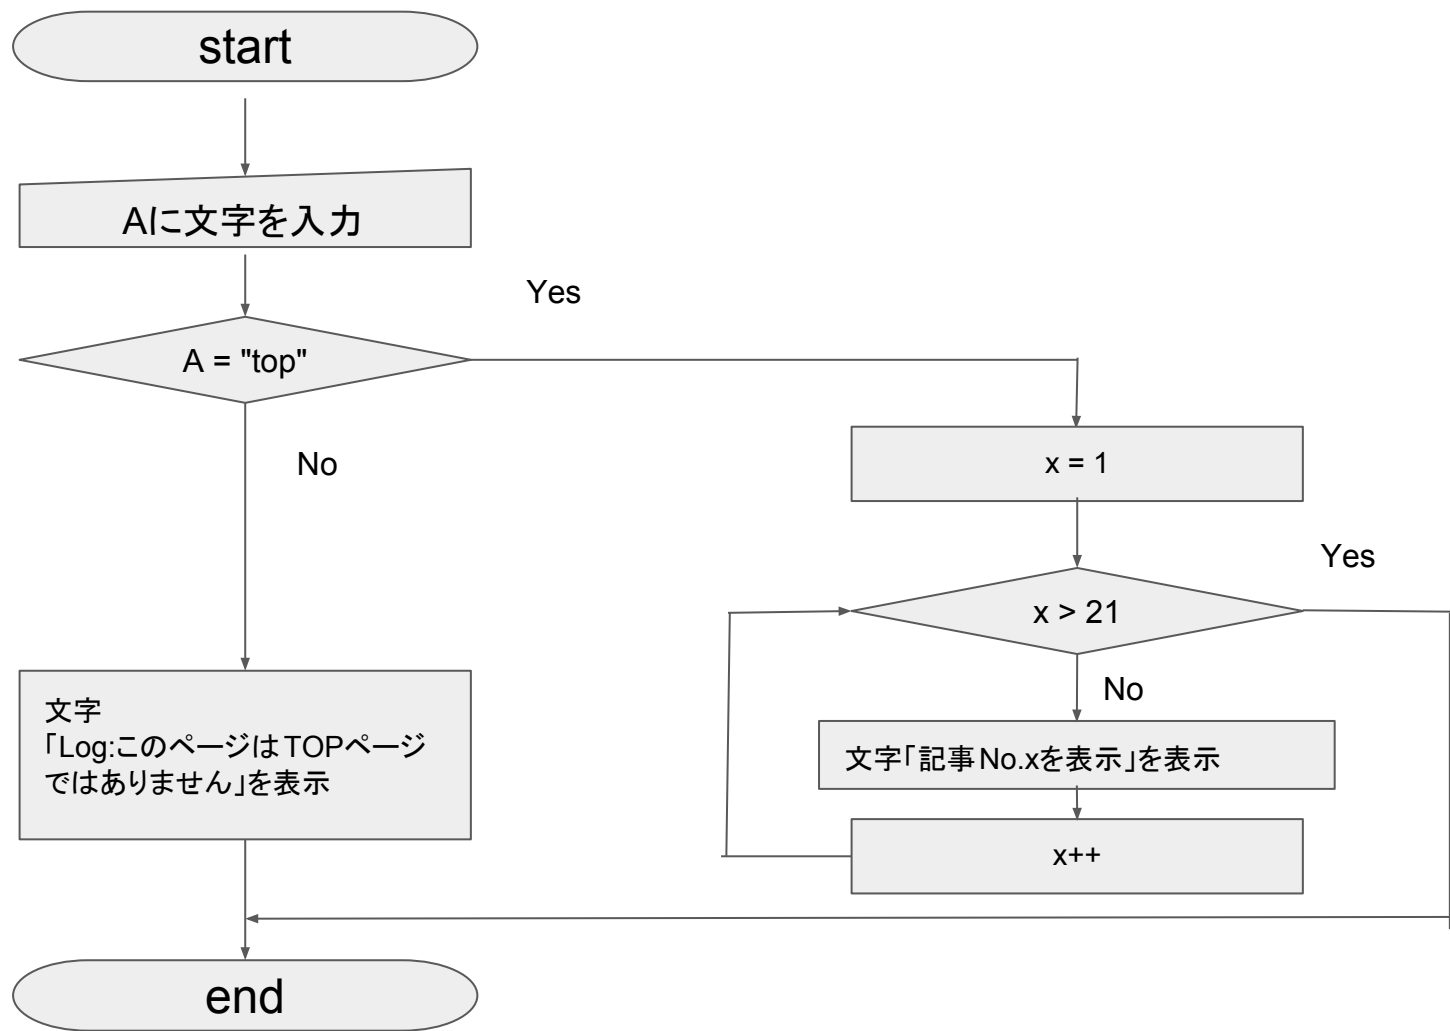 start
Aに文字を入力
Yes
A = "top"
No
x = 1
Yes
x > 21
No
文字
「Log:このページはTOPページ
ではありません」を表示
文字「記事No.xを表示」を表示
x++
end